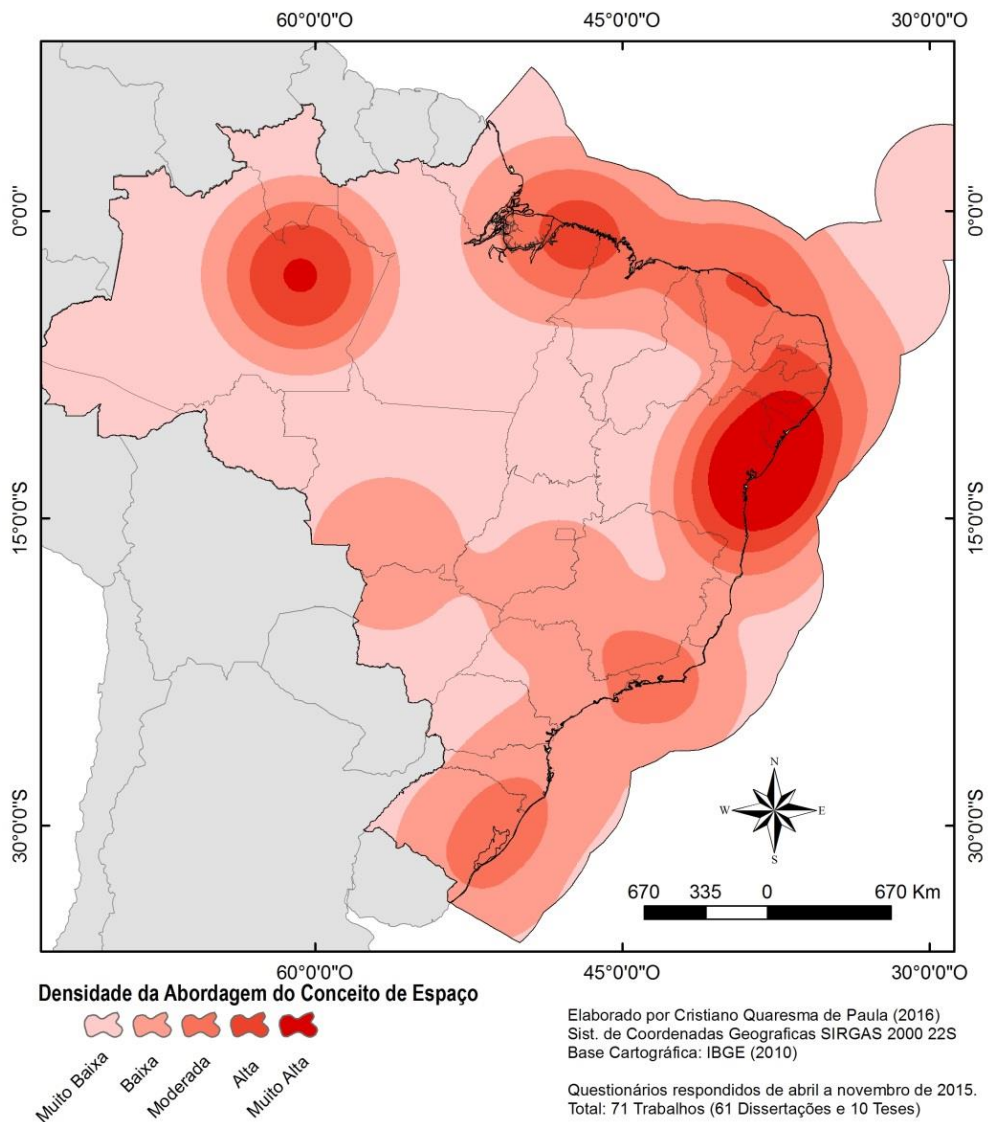 60°0'0"O 45°0'0"O 30°0'0"O
0°0'0" 0°0'0"
15°0'0"S 15°0'0"S
30°0'0"S 30°0'0"S
N
W E
S
670 335 0 670 Km
60°0'0"O 45°0'0"O 30°0'0"O
Densidade da Abordagem do Conceito de Espaço
Muito Baixa
Baixa
Moderada
Alta
Muito Alta
Elaborado por Cristiano Quaresma de Paula (2016)
Sist. de Coordenadas Geograficas SIRGAS 2000 22S
Base Cartográfica: IBGE (2010)
Questionários respondidos de abril a novembro de 2015.
Total: 71 Trabalhos (61 Dissertações e 10 Teses)